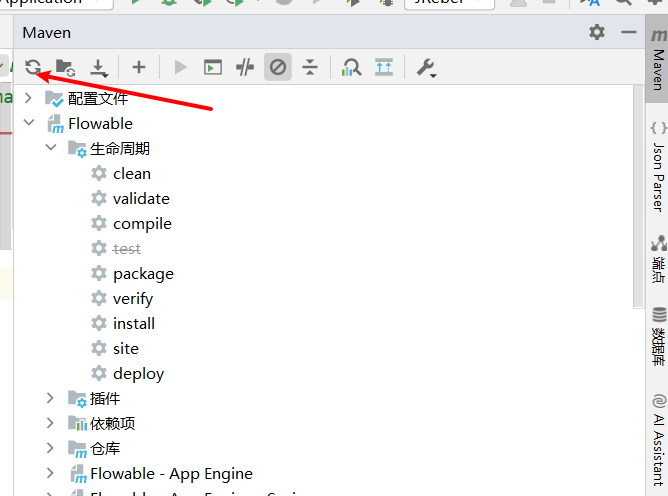 Application
JRebel
Maven
配置文件
Flowable
生命周期
clean
validate
compile
test
package
verify
install
site
deploy
插件
依赖项
仓库
Flowable - App Engine
Maven
Json Parser
端点
数据库
AI Assistant